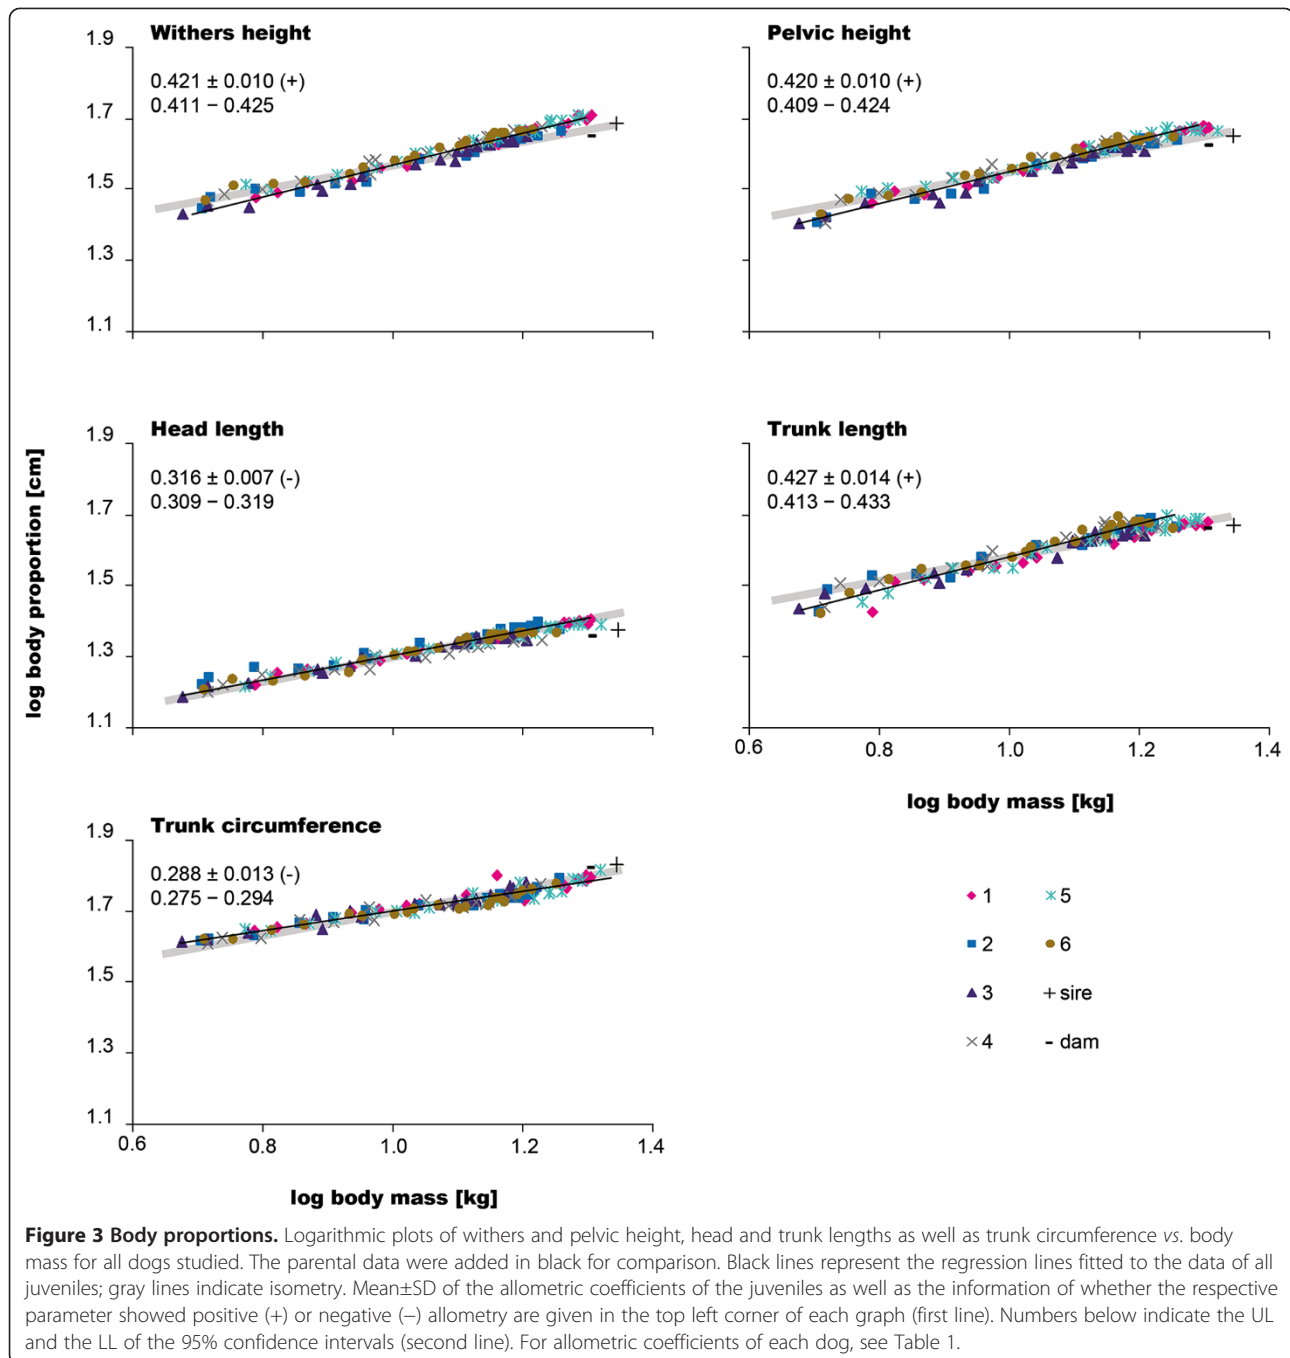 Withers height
0.421 ± 0.010 (+)
0.411 – 0.425
1.9
1.7
1.5
1.3
1.1
Pelvic height
0.420 ± 0.010 (+)
0.409 – 0.424
log body proportion [cm]
Head length
0.316 ± 0.007 (-)
0.309 – 0.319
1.9
1.7
1.5
1.3
1.1
Trunk length
0.427 ± 0.014 (+)
0.413 – 0.433
0.6 0.8 1.0 1.2 1.4
log body mass [kg]
Trunk circumference
0.288 ± 0.013 (-)
0.275 – 0.294
1.9
1.7
1.5
1.3
1.1
0.6 0.8 1.0 1.2 1.4
log body mass [kg]
1 5
2 6
3 sire
4 dam
Figure 3 Body proportions. Logarithmic plots of withers and pelvic height, head and trunk lengths as well as trunk circumference vs. body
mass for all dogs studied. The parental data were added in black for comparison. Black lines represent the regression lines fitted to the data of all
juveniles; gray lines indicate isometry. Mean±SD of the allometric coefficients of the juveniles as well as the information of whether the respective
parameter showed positive (+) or negative (−) allometry are given in the top left corner of each graph (first line). Numbers below indicate the UL
and the LL of the 95% confidence intervals (second line). For allometric coefficients of each dog, see Table 1.